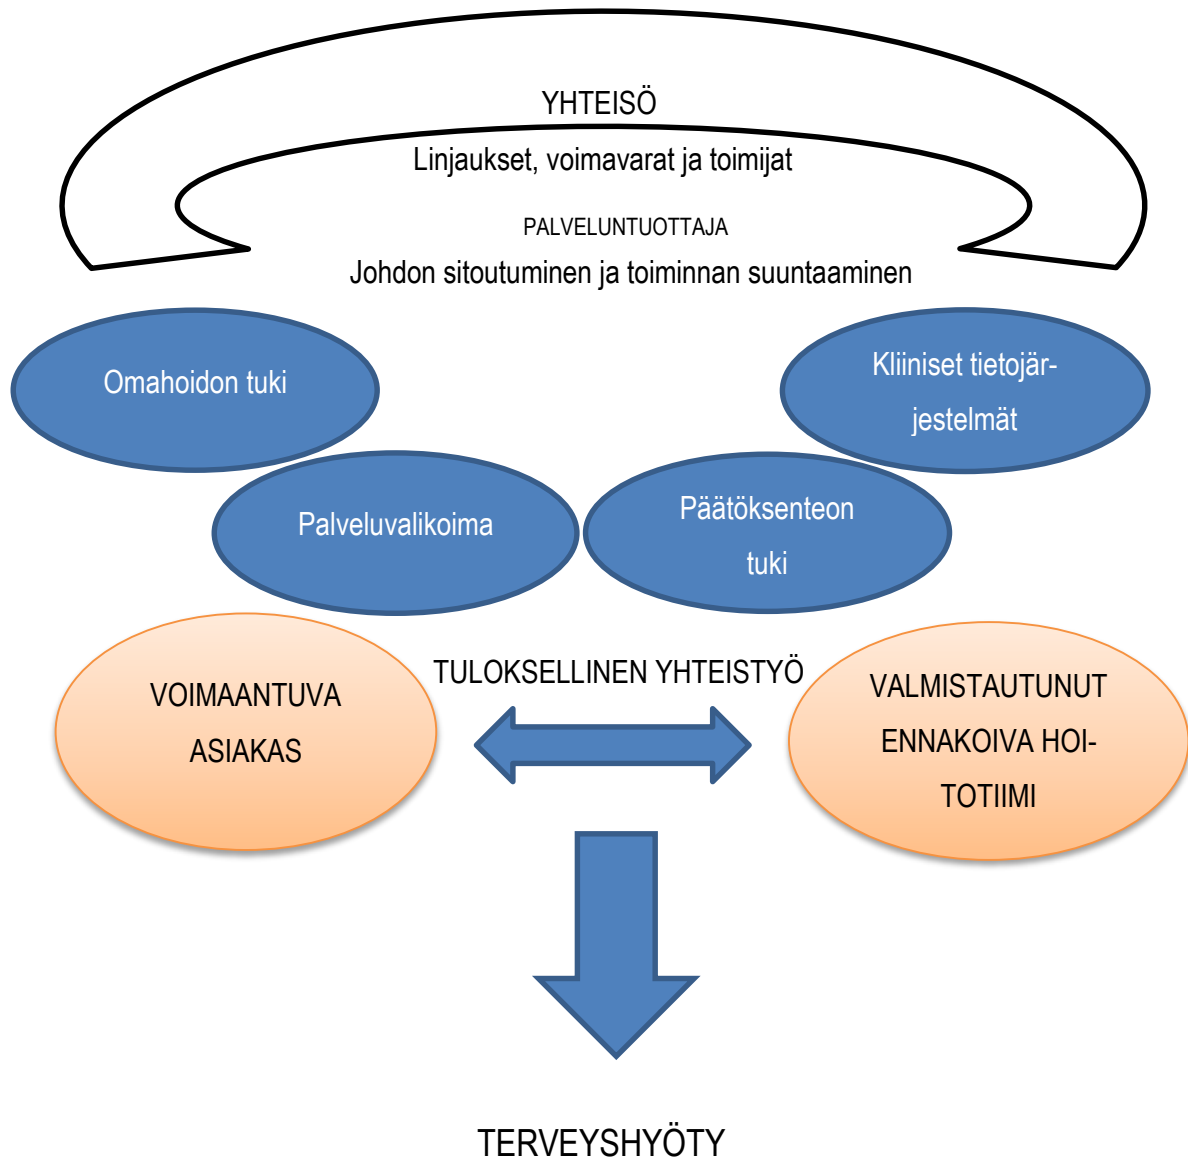 YHTEISÖ
Linjaukset, voimavarat ja toimijat
PALVELUNTUOTTAJA
Johdon sitoutuminen ja toiminnan suuntaaminen
Omahoidon tuki
Kliiniset tietojär-
jestelmät
Palveluvalikoima
Päätöksenteon
tuki
VOIMAANTUVA
ASIAKAS
TULOKSELLINEN YHTEISTYÖ
VALMISTAUTUNUT
ENNAKOIVA HOI-
TOTIIMI
TERVEYSHYÖTY